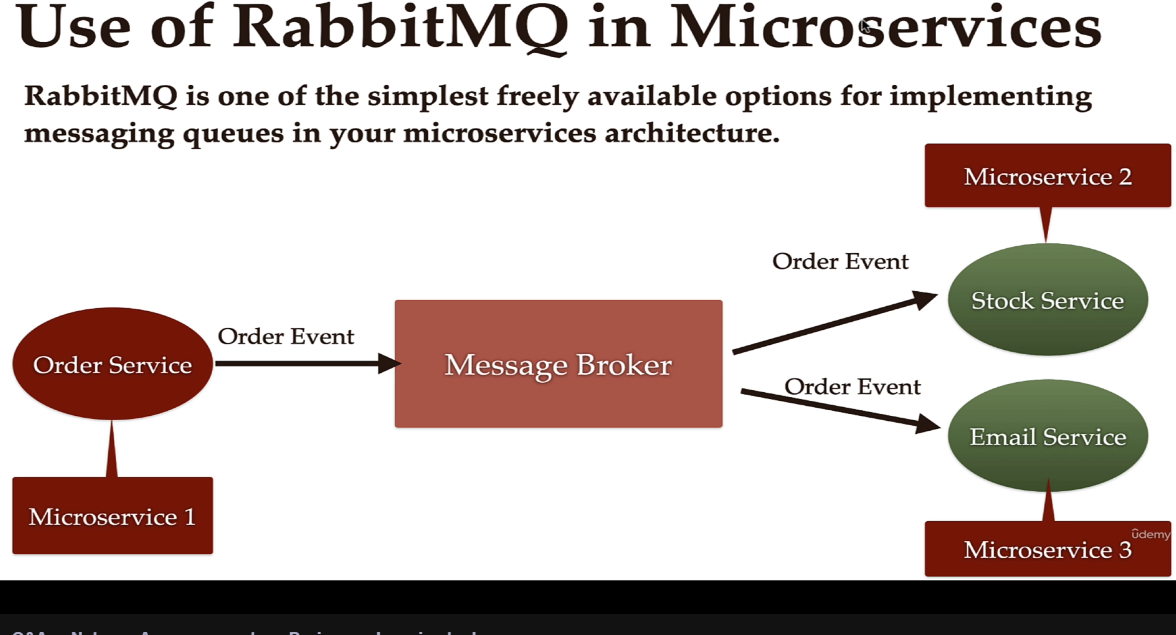 Use of RabbitMQ in Microservices
RabbitMQ is one of the simplest freely available options for implementing
messaging queues in your microservices architecture.
Microservice 2
Order Event
Stock Service
Order Event
Order Service
Message Broker
Order Event
Email Service
Microservice 1
Microservice 3
ûdemy